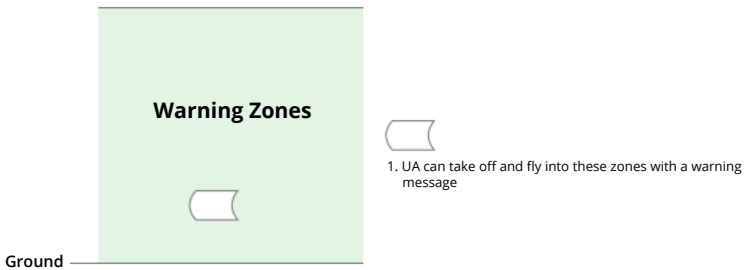 Warning Zones
1. UA can take off and fly into these zones with a warning
message
Ground